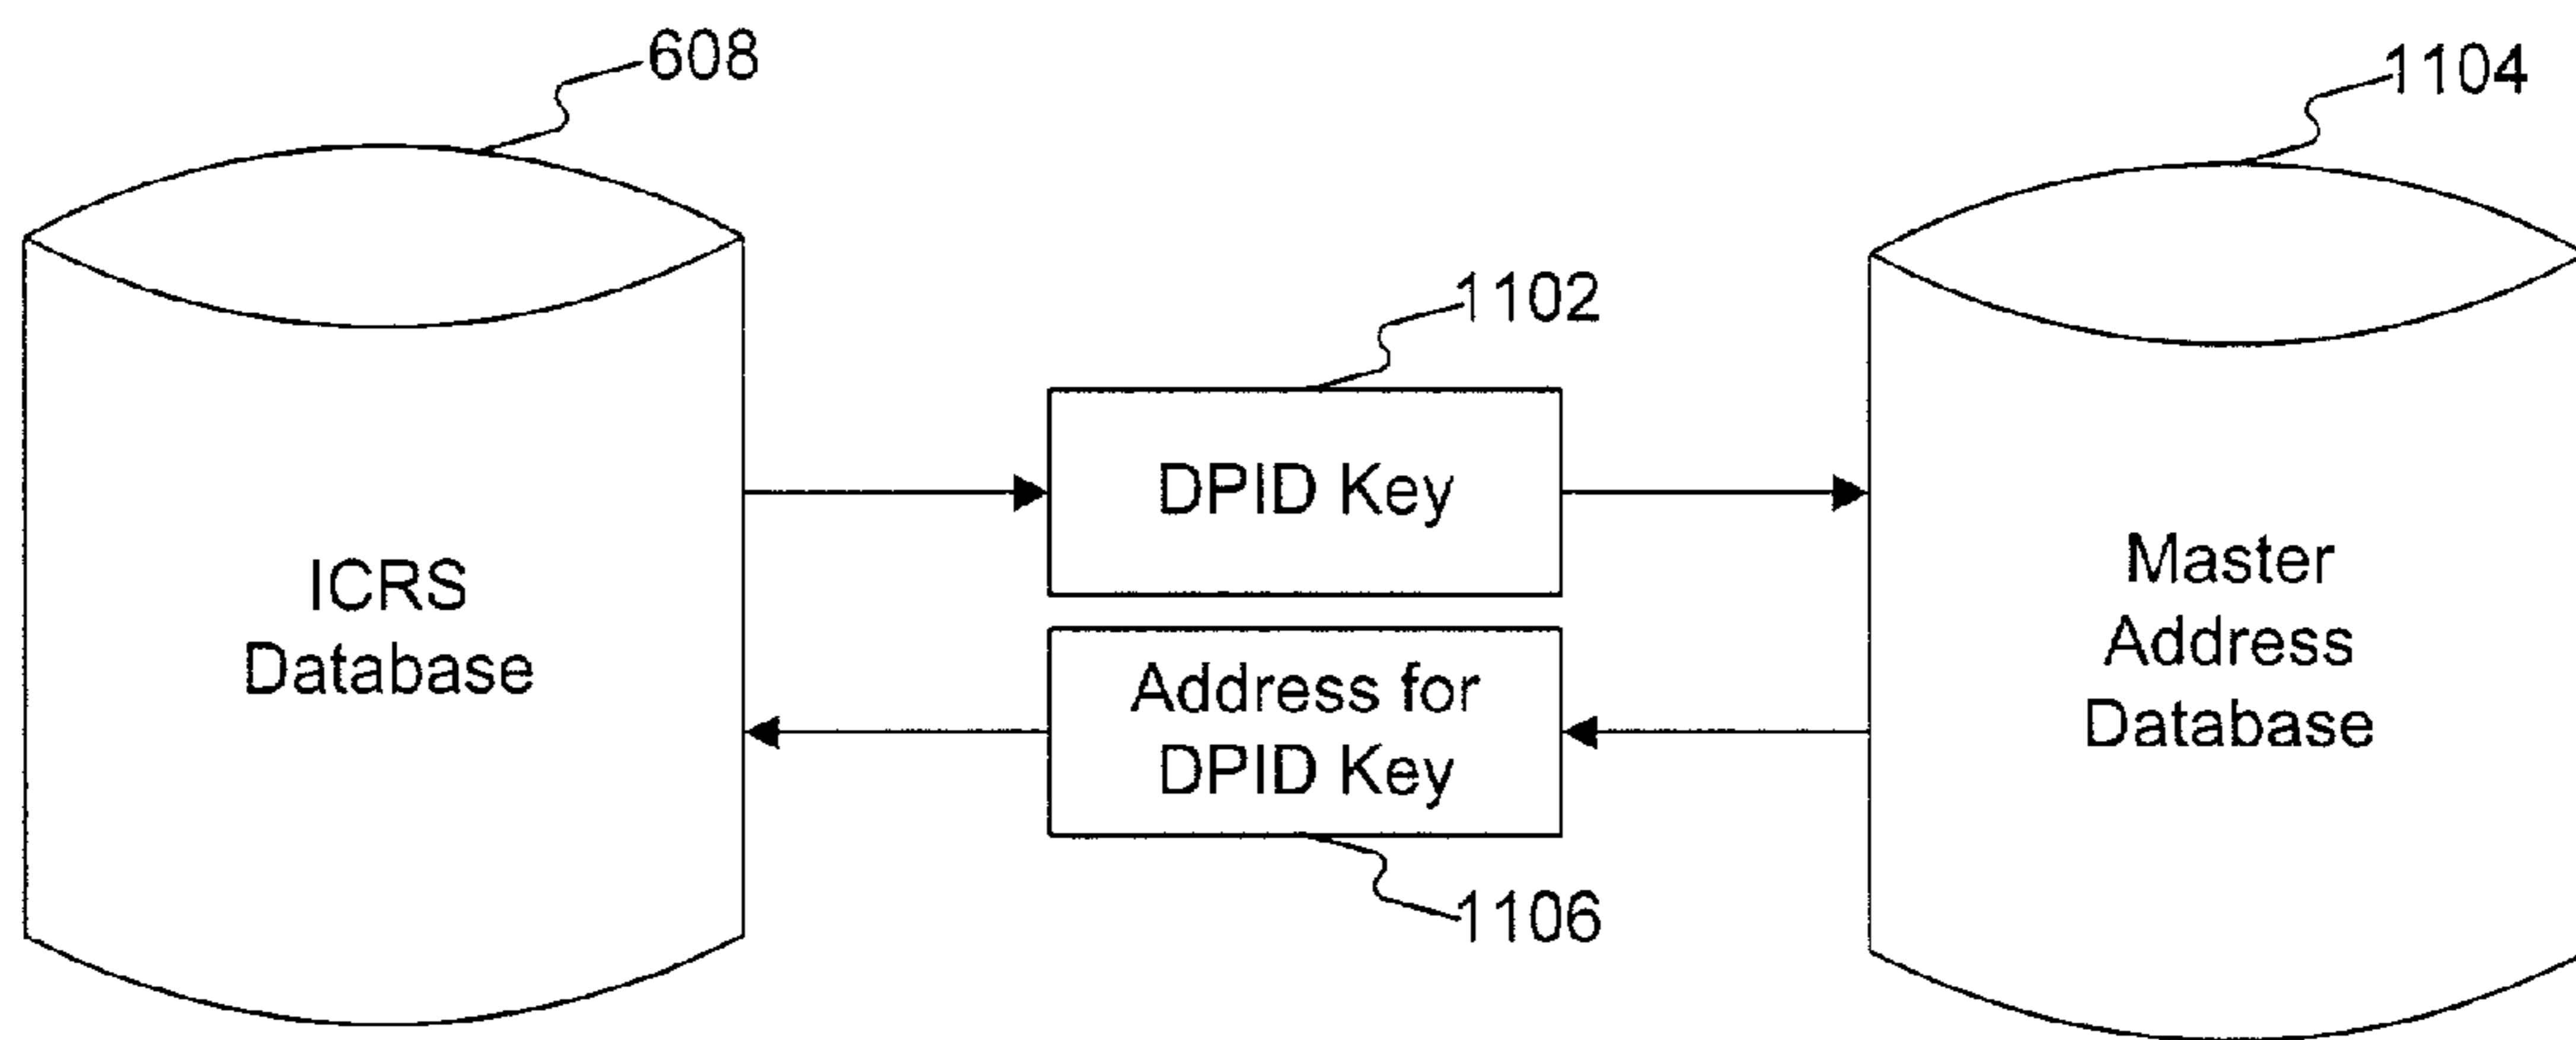 608
1104
1102
DPID Key
ICRS
Database
Master
Address
Database
Address for
DPID Key
1106